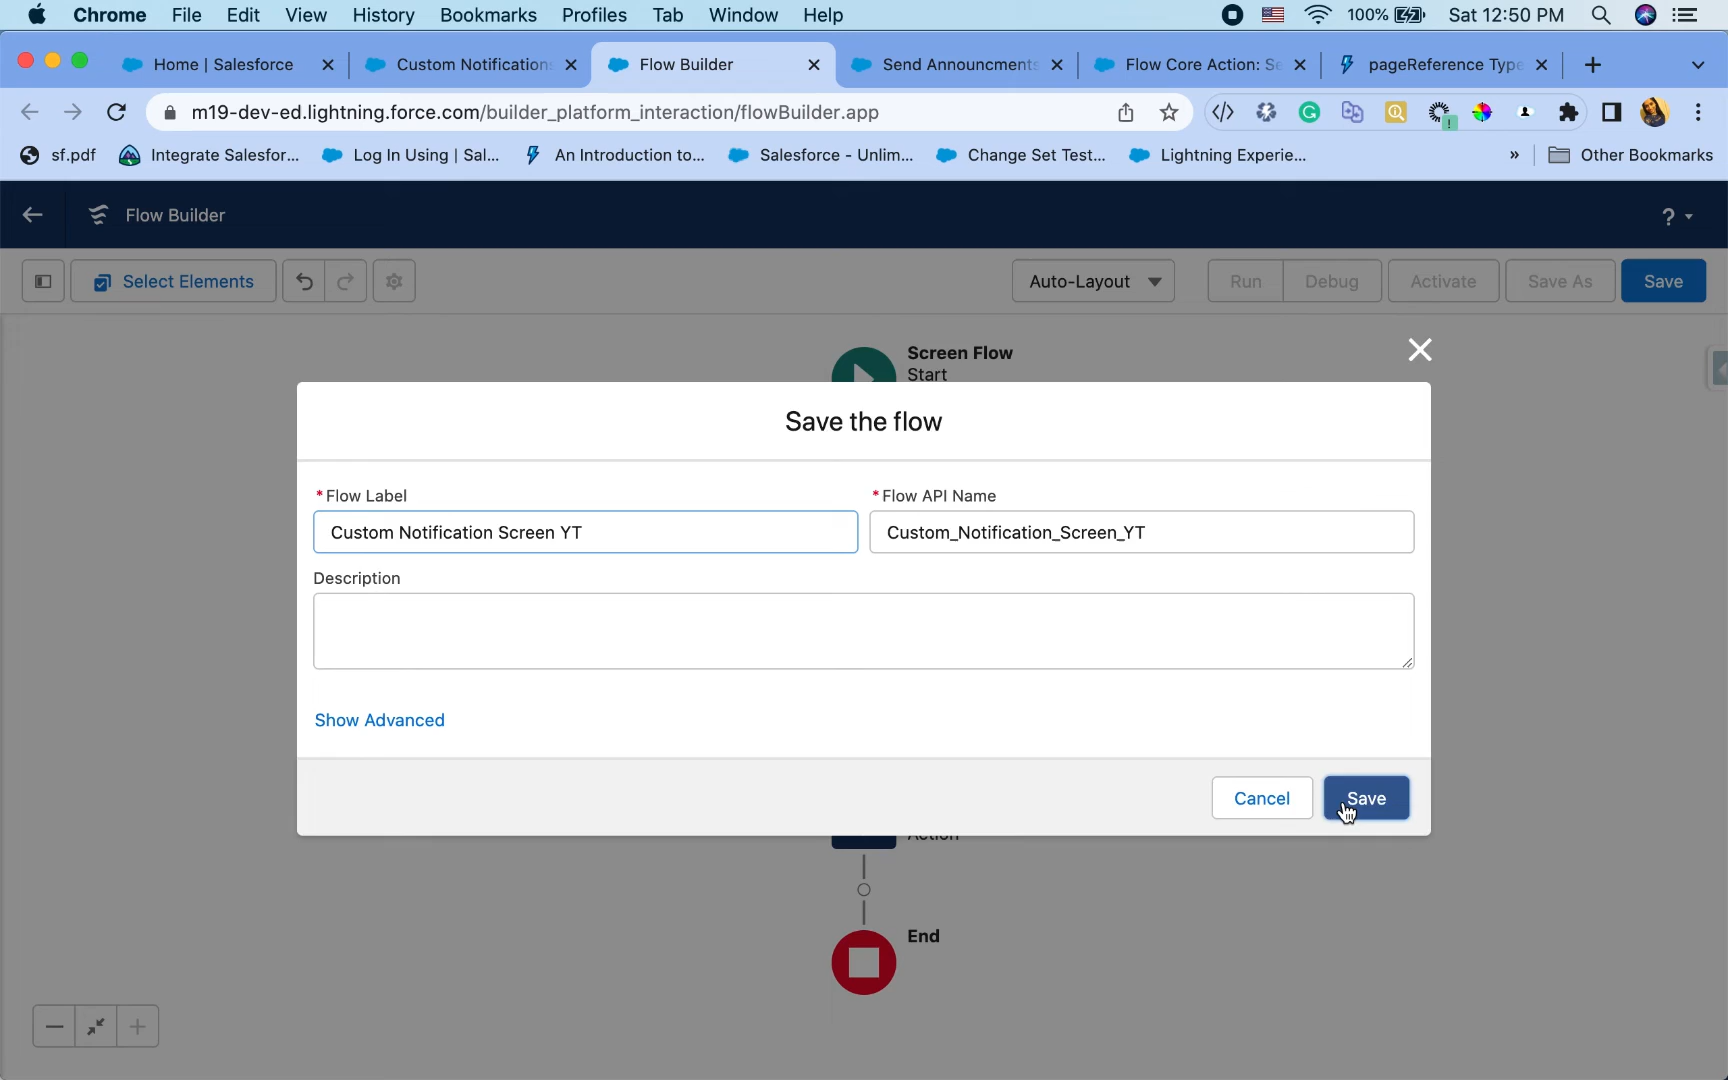 Chrome File Edit View History Bookmarks Profiles Tab Window Help 100% Sat 12:50 PM
Home | Salesforce Custom Notification Flow Builder Send Announcments Flow Core Action: Se pageReference Type
m19-dev-ed.lightning.force.com/builder_platform_interaction/flowBuilder.app
sf.pdf Integrate Salesfor... Log In Using | Sal... An Introduction to... Salesforce - Unlim... Change Set Test... Lightning Experie... » Other Bookmarks
Flow Builder ?
Select Elements Auto-Layout Run Debug Activate Save As Save
Screen Flow
Start
Save the flow
*Flow Label *Flow API Name
Custom Notification Screen YT Custom_Notification_Screen_YT
Description
Show Advanced
Cancel Save
Action
End